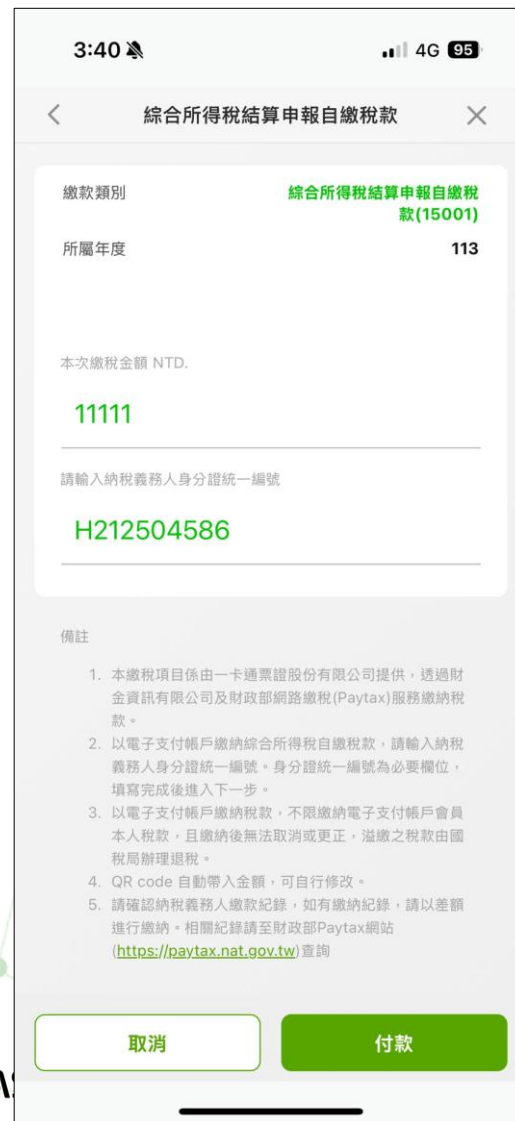 3:40
4G 95
綜合所得稅結算申報自繳稅款
繳款類別
綜合所得稅結算申報自繳稅
款(15001)
所屬年度
113
本次繳稅金額 NTD.
11111
請輸入納稅義務人身分證統一編號
H212504586
備註
1. 本繳稅項目係由一卡通票證股份有限公司提供，透過財
金資訊有限公司及財政部網路繳稅(Paytax)服務繳納稅
款。
2. 以電子支付帳戶繳納綜合所得稅自繳稅款，請輸入納稅
義務人身分證統一編號。身分證統一編號為必要欄位，
填寫完成後進入下一步。
3. 以電子支付帳戶繳納稅款，不限繳納電子支付帳戶會員
本人稅款，且繳納後無法取消或更正，溢繳之稅款由國
稅局辦理退稅。
4. QR code 自動帶入金額，可自行修改。
5. 請確認納稅義務人繳款紀錄，如有繳納紀錄，請以差額
進行繳納。相關紀錄請至財政部Paytax網站
(https://paytax.nat.gov.tw)查詢
取消
付款